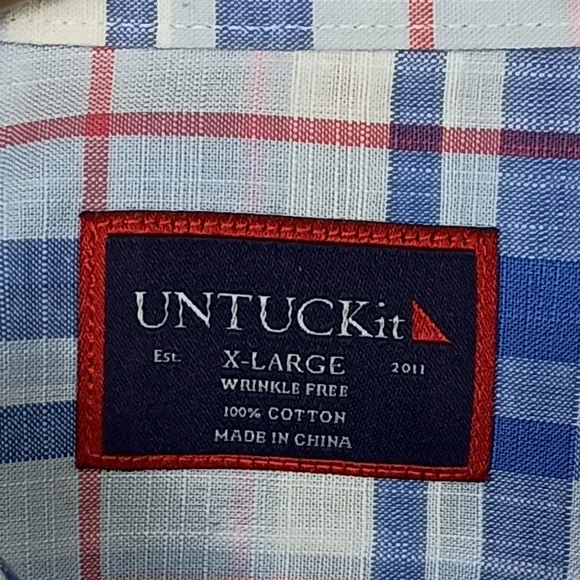 UNTUCKit
Est. X-LARGE 2011
WRINKLE FREE
100% COTTON
MADE IN CHINA